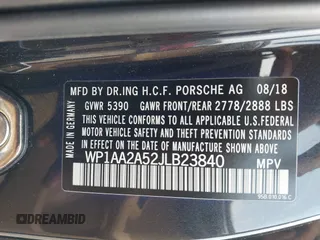 MFD BY DR.ING H.C.F. PORSCHE AG 08/18
GVWR 5390 GAWR FRONT/REAR 2778/2888 LBS
THIS VEHICLE CONFORMS TO ALL APPLICABLE U.S.FEDERAL
MOTOR VEHICLE SAFETY, BUMPER, AND THEFT
PREVENTION STANDARDS IN EFFECT ON THE DATE OF
MANUFACTURE SHOWN ABOVE.
WP1AA2A52JLB23840 MPV
MADE IN GERMANY
© DREAMBID - ID